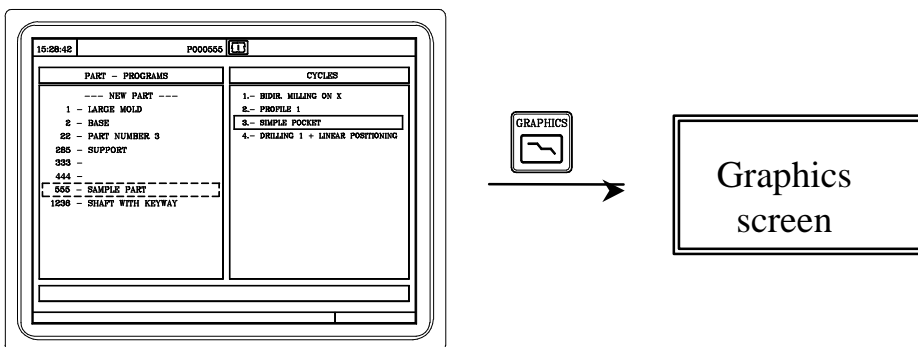 15:28:42 P000555
PART - PROGRAMS
--- NEW PART ---
1 - LARGE MOLD
2 - BASE
22 - PART NUMBER 3
285 - SUPPORT
333 -
444 -
555 - SAMPLE PART
1236 - SHAFT WITH KEYWAY
CYCLES
1.- BIDIR. MILLING ON X
2.- PROFILE 1
3.- SIMPLE POCKET
4.- DRILLING 1 + LINEAR POSITIONING
GRAPHICS
Graphics
screen